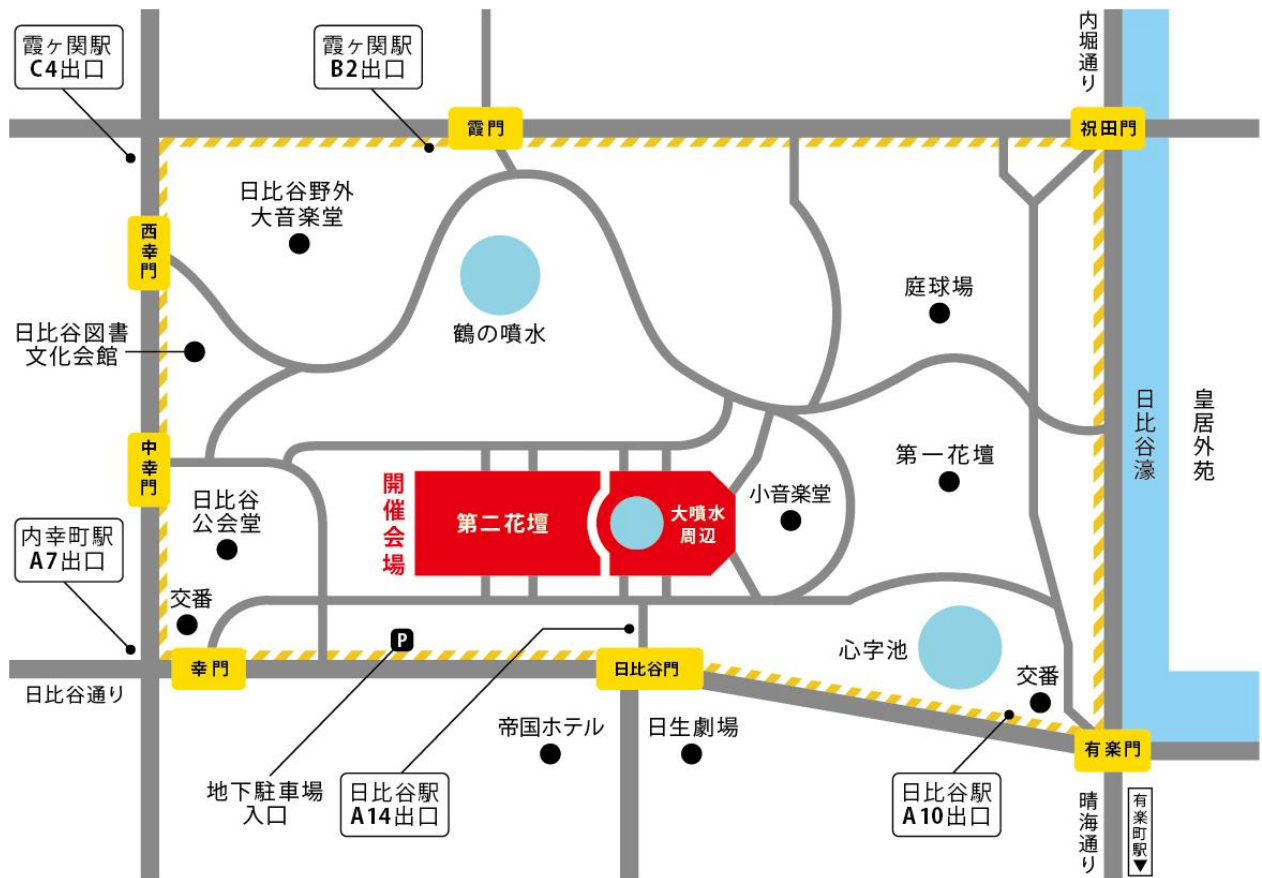 霞ヶ関駅
C4出口
霞ヶ関駅
B2出口
内堀通り
霞門
祝田門
日比谷野外
大音楽堂
西幸門
鶴の噴水
庭球場
日比谷図書
文化会館
日比谷濠
皇居外苑
中幸門
第一花壇
開催会場
第二花壇
大噴水
周辺
小音楽堂
日比谷
公会堂
内幸町駅
A7出口
交番
P
心字池
幸門
日比谷門
交番
日比谷通り
帝国ホテル
日生劇場
有楽門
地下駐車場
入口
日比谷駅
A14出口
日比谷駅
A10出口
晴海通り
有楽町駅▼